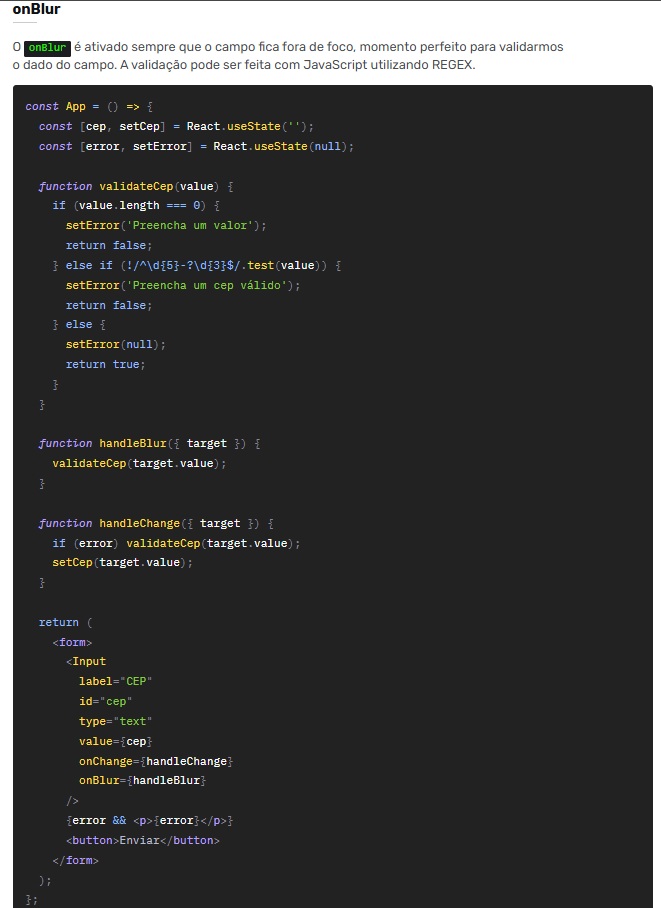 onBlur
O onBlur é ativado sempre que o campo fica fora de foco, momento perfeito para validarmos
o dado do campo. A validação pode ser feita com JavaScript utilizando REGEX.
const App = () => {
  const [cep, setCep] = React.useState('');
  const [error, setError] = React.useState(null);

  function validateCep(value) {
    if (value.length === 0) {
      setError('Preencha um valor');
      return false;
    } else if (!/^\d{5}-?\d{3}$/.test(value)) {
      setError('Preencha um cep válido');
      return false;
    } else {
      setError(null);
      return true;
    }
  }

  function handleBlur({ target }) {
    validateCep(target.value);
  }

  function handleChange({ target }) {
    if (error) validateCep(target.value);
    setCep(target.value);
  }

  return (
    <form>
      <Input
        label="CEP"
        id="cep"
        type="text"
        value={cep}
        onChange={handleChange}
        onBlur={handleBlur}
      />
      {error && <p>{error}</p>}
      <button>Enviar</button>
    </form>
  );
};